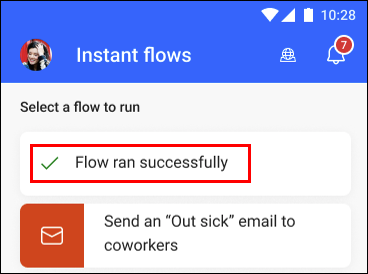 10:28
Instant flows
7
Select a flow to run
Flow ran successfully
Send an “Out sick” email to
coworkers